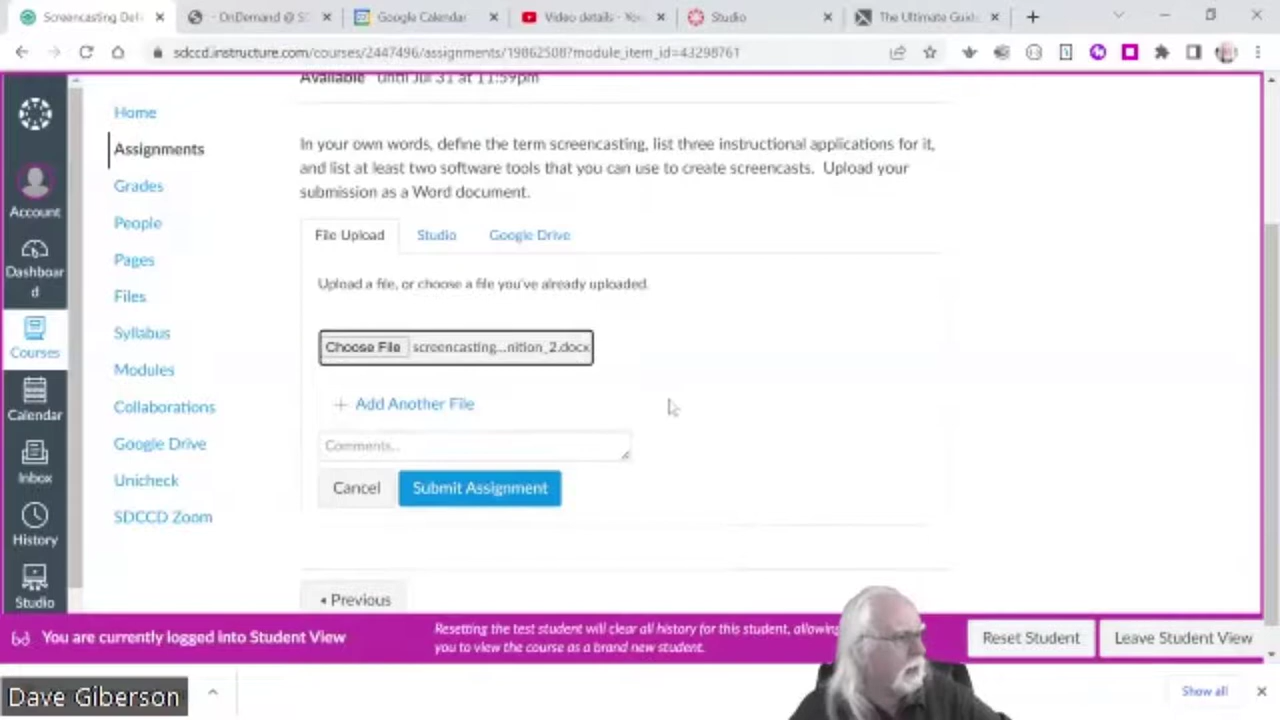 Screencasting Defi
- OnDemand @ S
Google Calendar
Video details - You
Studio
The Ultimate Guid
sdccd.instructure.com/courses/2447496/assignments/19862508?module_item_id=43298761
Available until Jul 31 at 11:59pm
Account
Dashboar
d
Courses
Calendar
Inbox
History
Studio
Home
Assignments
Grades
People
Pages
Files
Syllabus
Modules
Collaborations
Google Drive
Unicheck
SDCCD Zoom
In your own words, define the term screencasting, list three instructional applications for it,
and list at least two software tools that you can use to create screencasts. Upload your
submission as a Word document.
File Upload
Studio
Google Drive
Upload a file, or choose a file you've already uploaded.
Choose File screencasting...nition_2.docx
+ Add Another File
Comments...
Cancel
Submit Assignment
Previous
You are currently logged into Student View
Resetting the test student will clear all history for this student, allowing
you to view the course as a brand new student.
Reset Student
Leave Student View
Dave Giberson
Show all